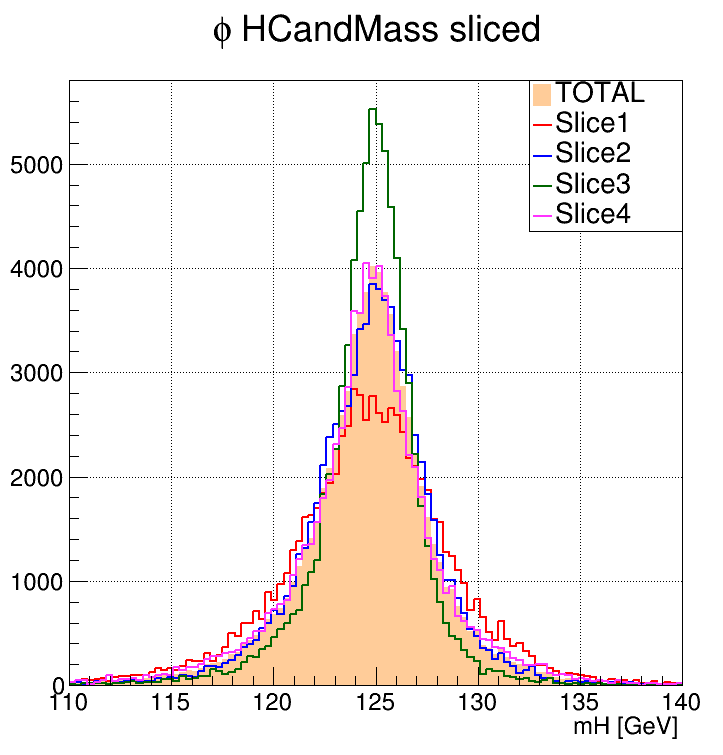 ϕ HCandMass sliced
TOTAL
Slice1
Slice2
Slice3
Slice4
5000
4000
3000
2000
1000
0
110 115 120 125 130 135 140
mH [GeV]